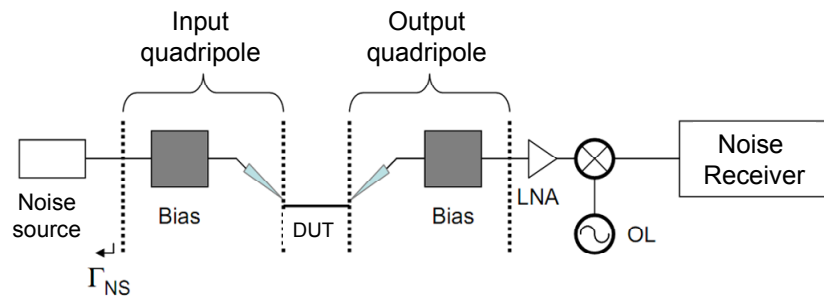 Input
quadripole
Output
quadripole
Noise
source
Bias
DUT
Bias
LNA
OL
Noise
Receiver
ΓNS